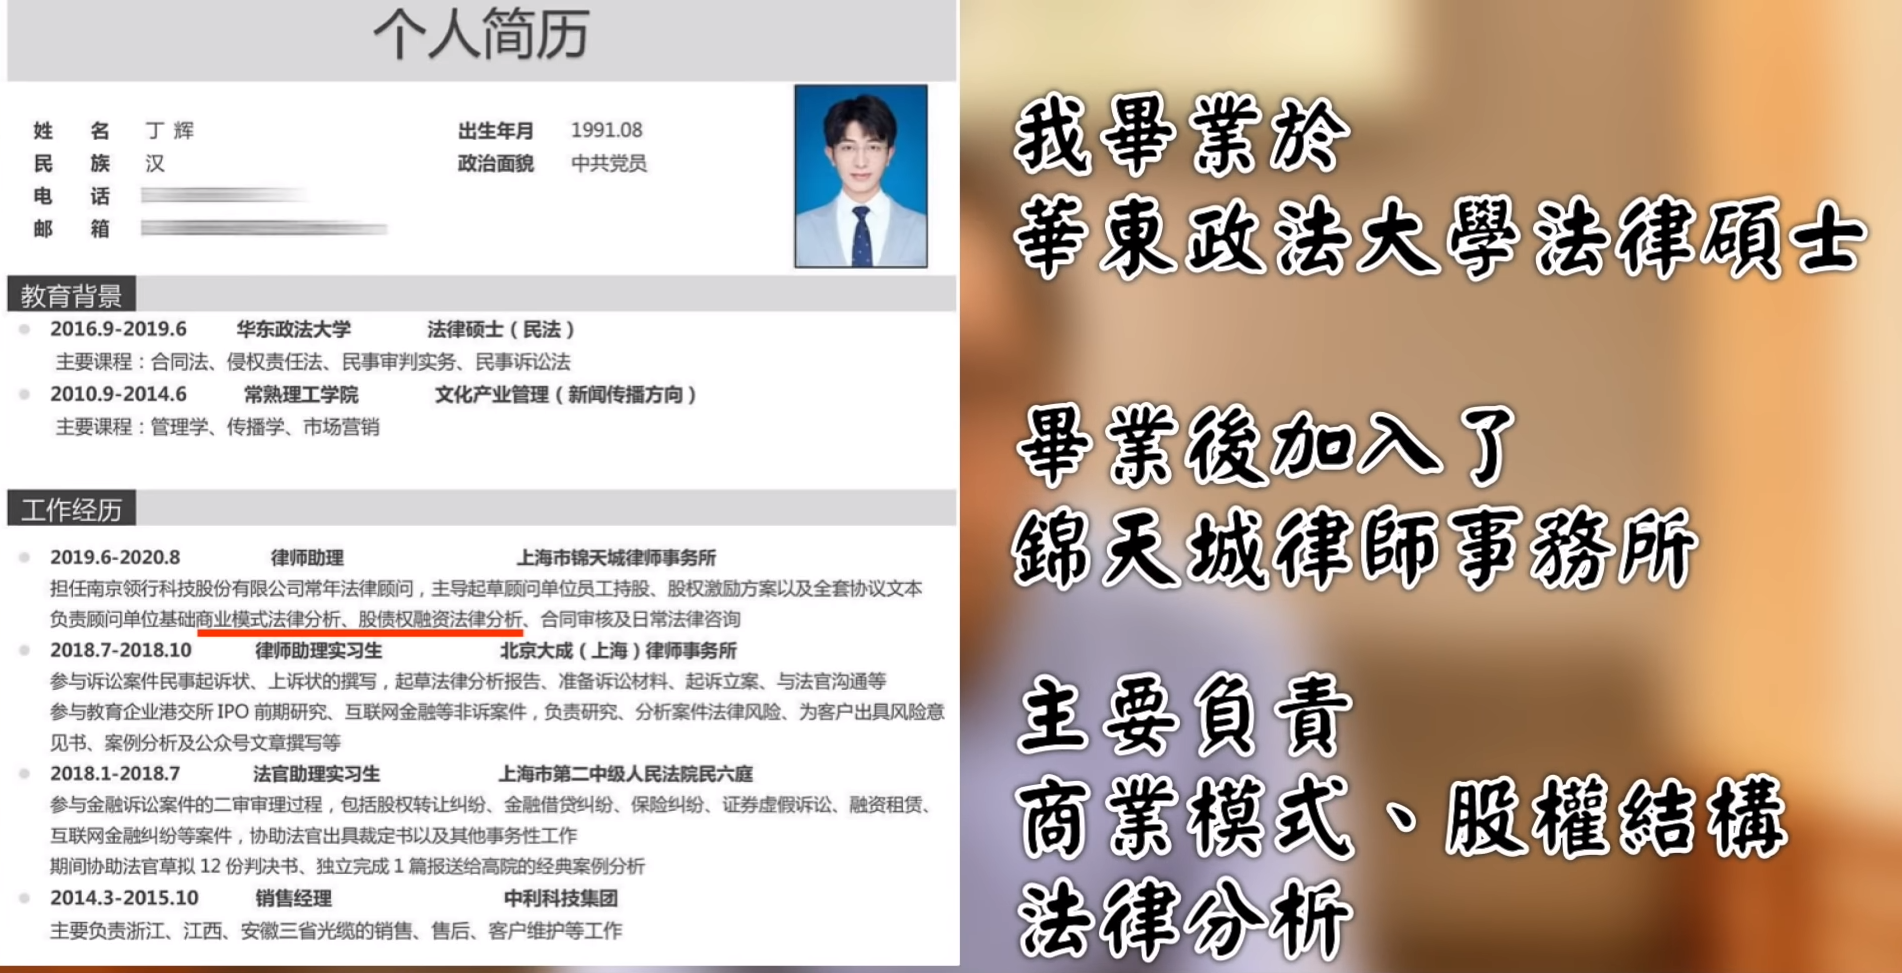 个人简历
姓 名 丁 辉 出生年月 1991.08
民 族 汉 政治面貌 中共党员
电 话
邮 箱
教育背景
2016.9-2019.6 华东政法大学 法律硕士（民法）
主要课程：合同法、侵权责任法、民事审判实务、民事诉讼法
2010.9-2014.6 常熟理工学院 文化产业管理（新闻传播方向）
主要课程：管理学、传播学、市场营销
工作经历
2019.6-2020.8 律师助理 上海市锦天城律师事务所
担任南京领行科技股份有限公司常年法律顾问，主导起草顾问单位员工持股、股权激励方案以及全套协议文本
负责顾问单位基础商业模式法律分析、股债权融资法律分析、合同审核及日常法律咨询
2018.7-2018.10 律师助理实习生 北京大成（上海）律师事务所
参与诉讼案件民事起诉状、上诉状的撰写，起草法律分析报告、准备诉讼材料、起诉立案、与法官沟通等
参与教育企业港交所 IPO 前期研究、互联网金融等非诉案件，负责研究、分析案件法律风险、为客户出具风险意
见书、案例分析及公众号文章撰写等
2018.1-2018.7 法官助理实习生 上海市第二中级人民法院民六庭
参与金融诉讼案件的二审审理过程，包括股权转让纠纷、金融借贷纠纷、保险纠纷、证券虚假诉讼、融资租赁、
互联网金融纠纷等案件，协助法官出具裁定书以及其他事务性工作
期间协助法官草拟 12 份判决书、独立完成 1 篇报送给高院的经典案例分析
2014.3-2015.10 销售经理 中利科技集团
主要负责浙江、江西、安徽三省光缆的销售、售后、客户维护等工作
我畢業於
華東政法大學法律碩士
畢業後加入了
錦天城律師事務所
主要負責
商業模式、股權結構
法律分析